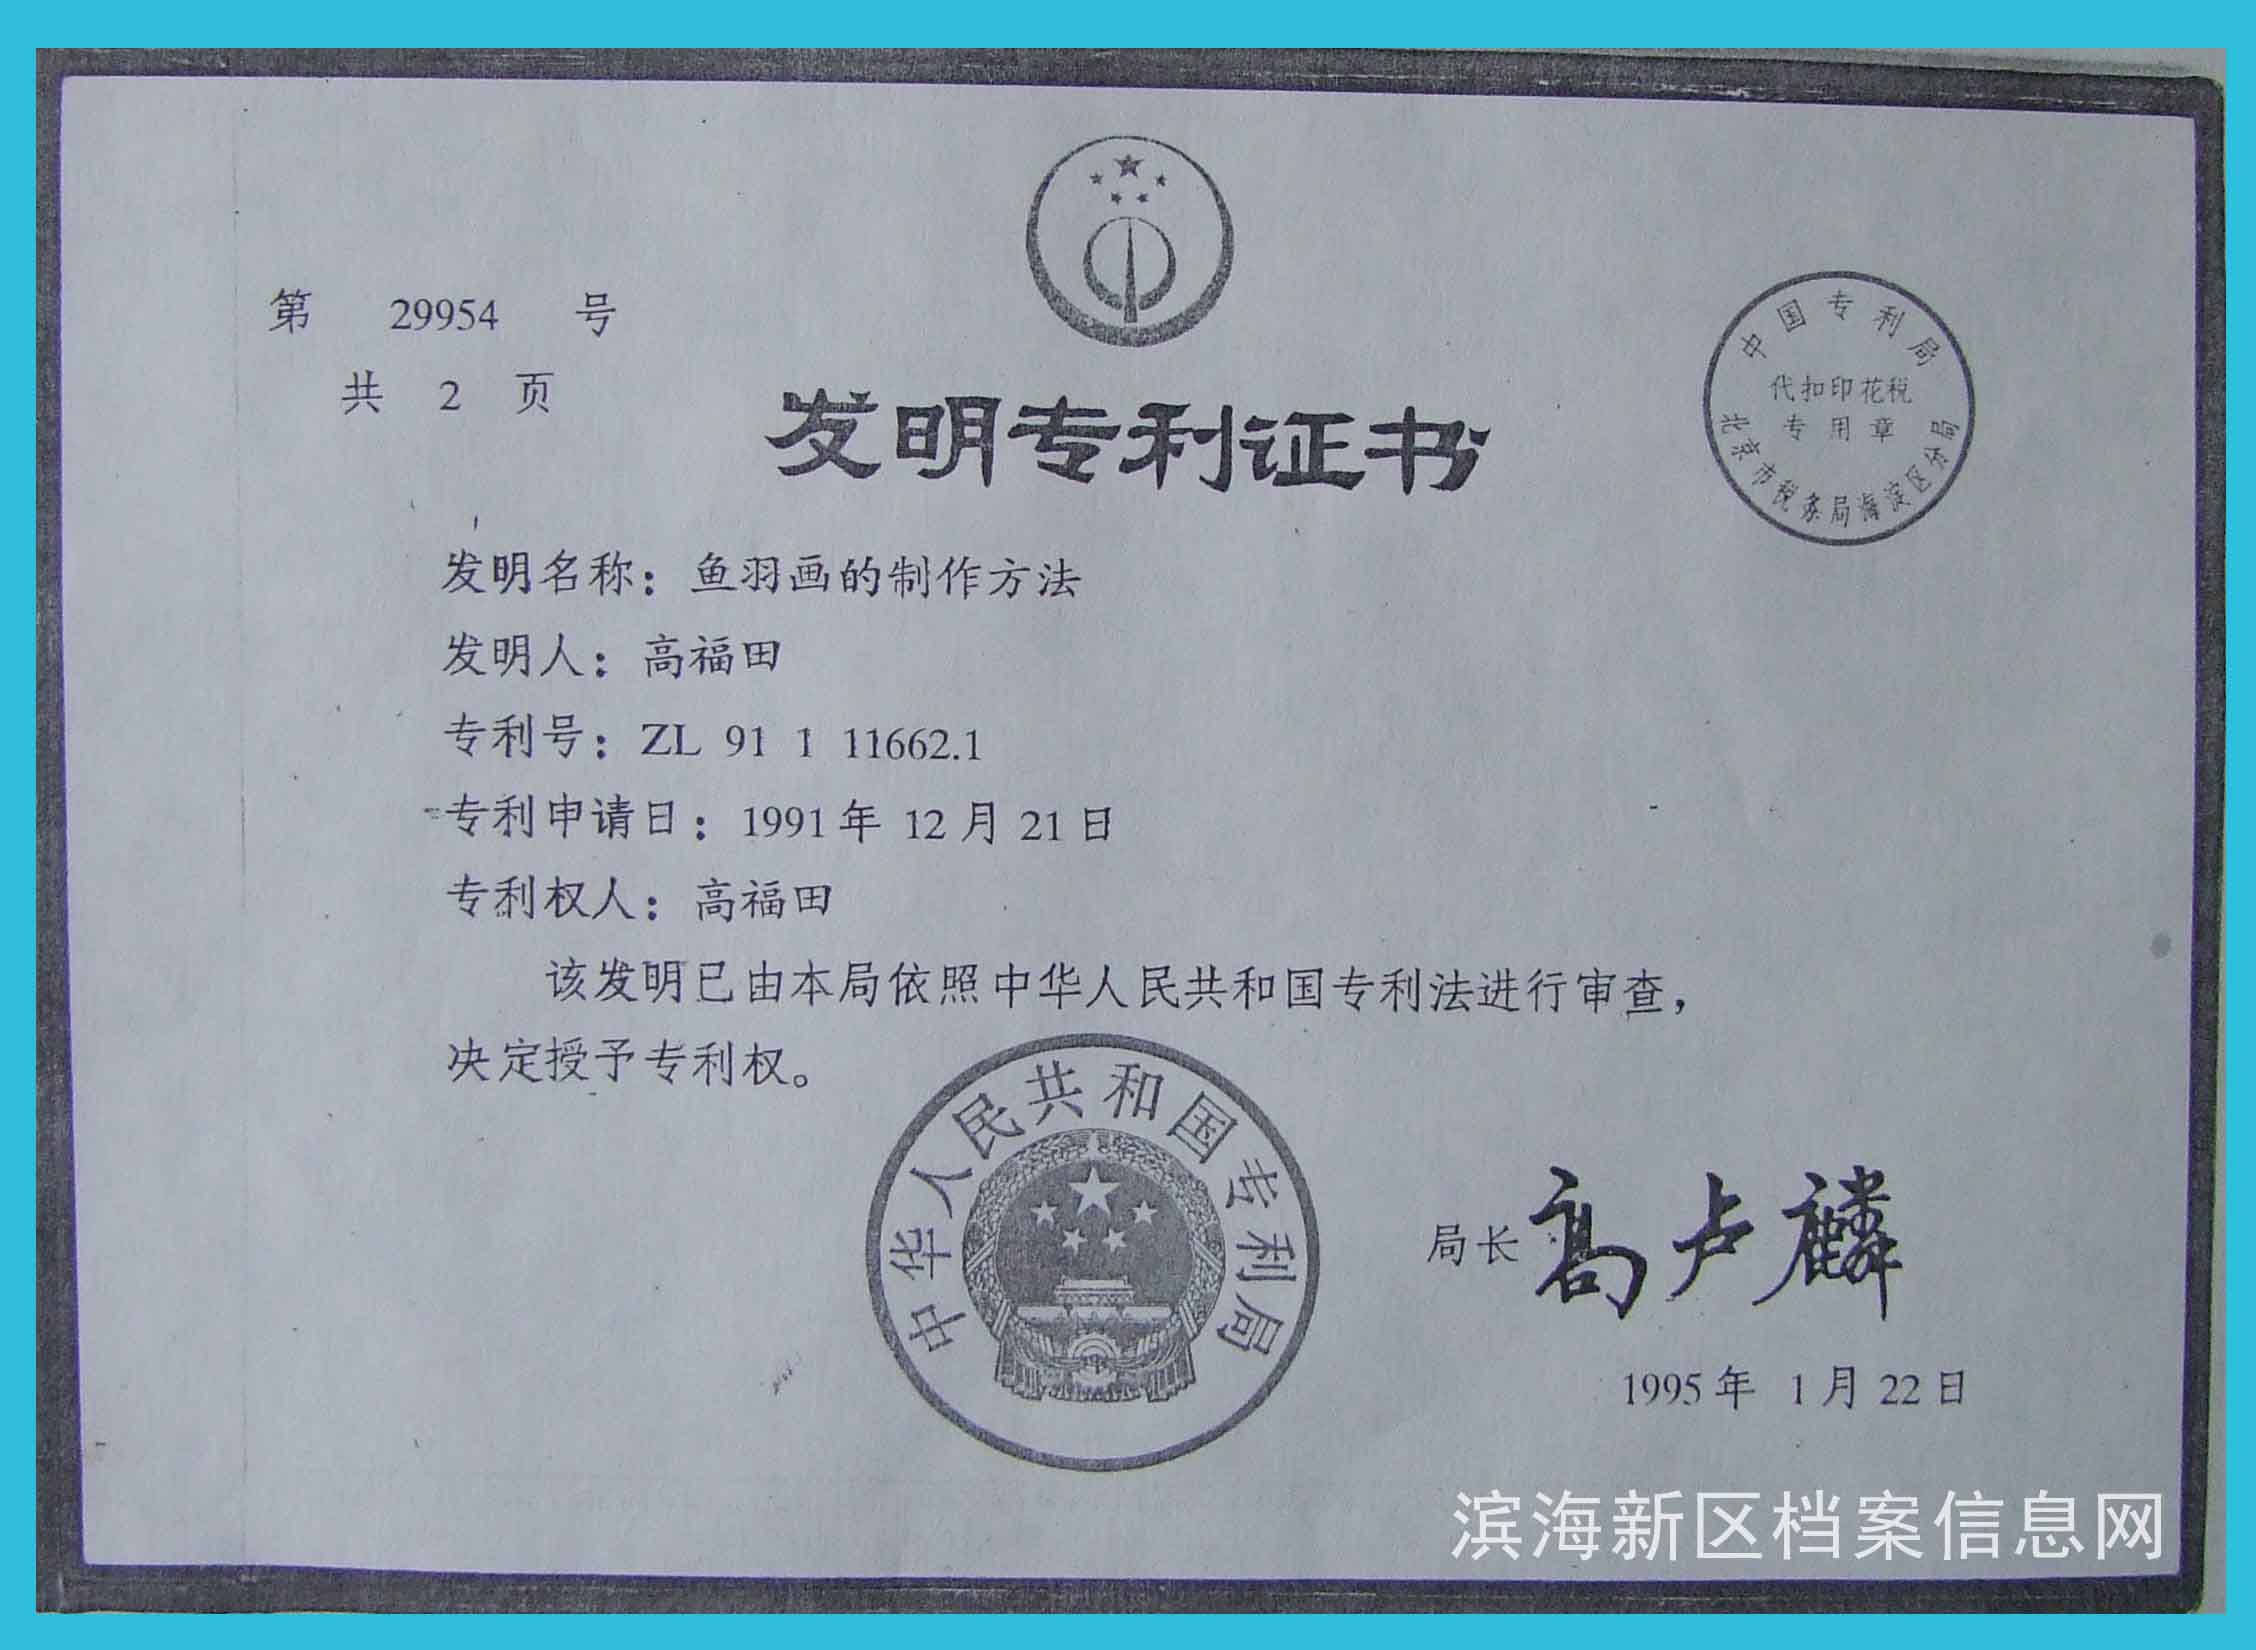 第 29954 号
共 2 页
中国专利局
代扣印花税
专用章
北京市税务局海淀区分局
发明专利证书
发明名称：鱼羽画的制作方法
发明人：高福田
专利号：ZL 91 1 11662.1
专利申请日：1991年 12月21日
专利权人：高福田
该发明已由本局依照中华人民共和国专利法进行审查，
决定授予专利权。
中华人民共和国专利局
局长 高卢麟
1995年 1月22日
滨海新区档案信息网